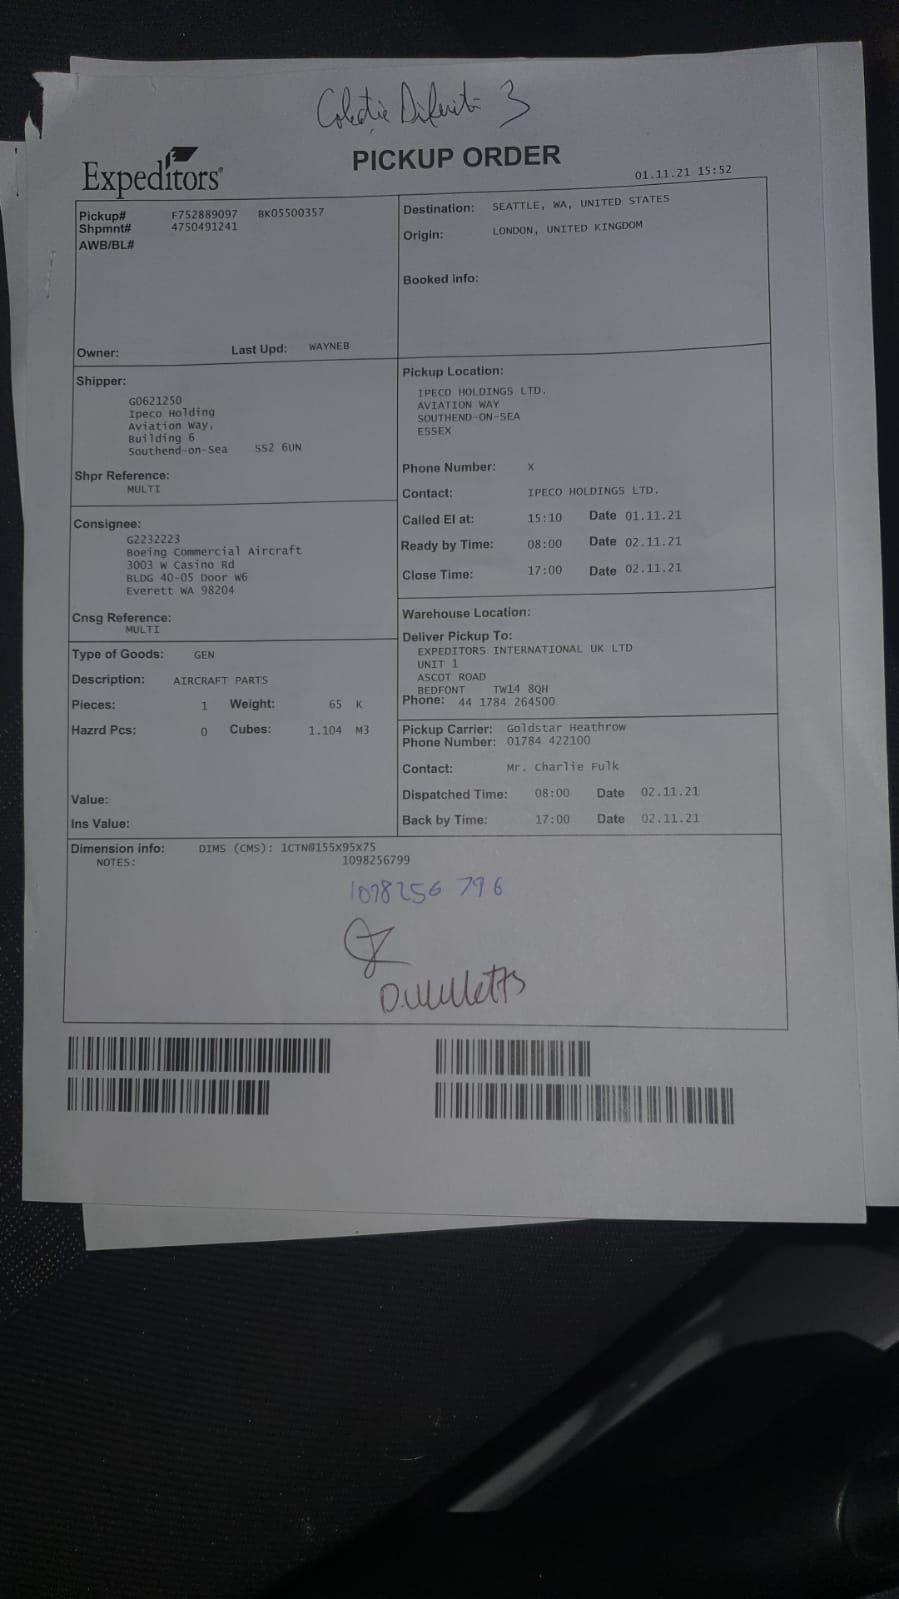 Expeditors
PICKUP ORDER
01.11.21 15:52
Pickup# F752889097 BK05500357
Shpmnt# 4750491241
AWB/BL#
Owner: Last Upd: WAYNEB
Destination: SEATTLE, WA, UNITED STATES
Origin: LONDON, UNITED KINGDOM
Booked info:
Shipper:
G0621250
Ipeco Holding
Aviation Way,
Building 6
Southend-on-Sea SS2 6UN
Shpr Reference:
MULTI
Pickup Location:
IPECO HOLDINGS LTD.
AVIATION WAY
SOUTHEND-ON-SEA
ESSEX
Phone Number: X
Contact: IPECO HOLDINGS LTD.
Called EI at: 15:10 Date 01.11.21
Ready by Time: 08:00 Date 02.11.21
Close Time: 17:00 Date 02.11.21
Consignee:
G2232223
Boeing Commercial Aircraft
3003 W Casino Rd
BLDG 40-05 Door W6
Everett WA 98204
Cnsg Reference:
MULTI
Warehouse Location:
Deliver Pickup To:
EXPEDITORS INTERNATIONAL UK LTD
UNIT 1
ASCOT ROAD
BEDFONT TW14 8QH
Phone: 44 1784 264500
Type of Goods: GEN
Description: AIRCRAFT PARTS
Pieces: 1 Weight: 65 K
Hazrd Pcs: 0 Cubes: 1.104 M3
Value:
Ins Value:
Pickup Carrier: Goldstar Heathrow
Phone Number: 01784 422100
Contact: Mr. Charlie Fulk
Dispatched Time: 08:00 Date 02.11.21
Back by Time: 17:00 Date 02.11.21
Dimension info: DIMS (CMS): 1CTN@155X95X75
NOTES: 1098256799
1098256 796